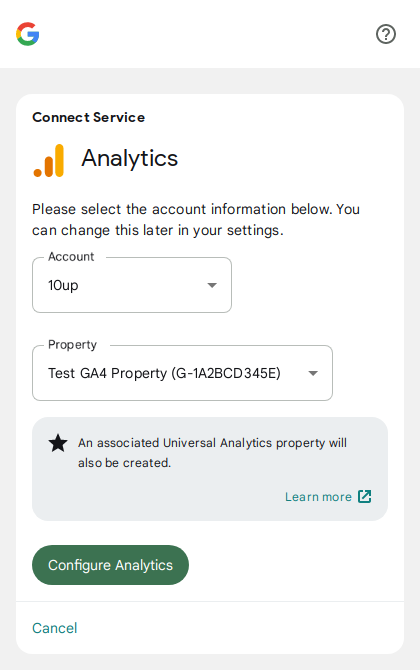 Connect Service
Analytics
Please select the account information below. You
can change this later in your settings.
Account
10up
Property
Test GA4 Property (G-1A2BCD345E)
An associated Universal Analytics property will
also be created.
Learn more
Configure Analytics
Cancel